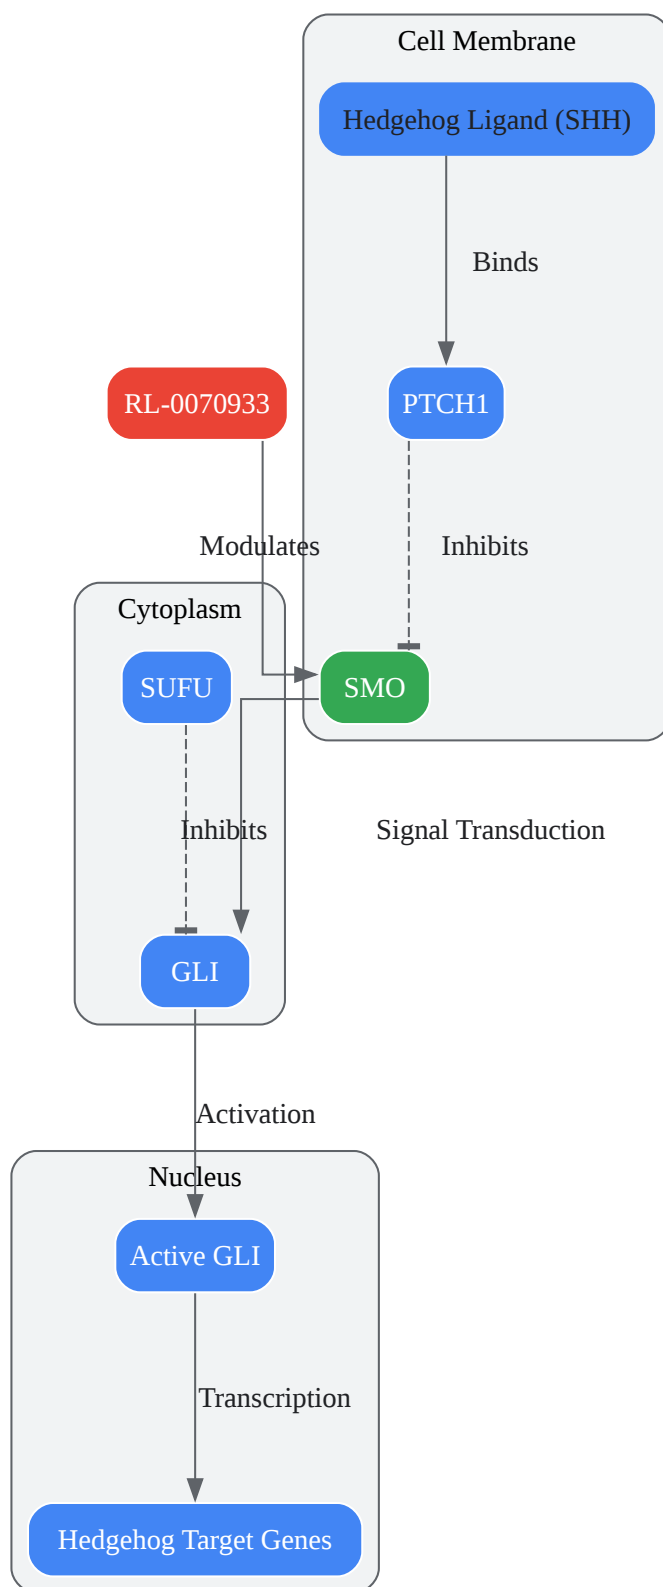 Cell Membrane
Hedgehog Ligand (SHH)
Binds
RL-0070933
PTCH1
Modulates
Inhibits
Cytoplasm
SUFU
SMO
Inhibits
Signal Transduction
GLI
Activation
Nucleus
Active GLI
Transcription
Hedgehog Target Genes